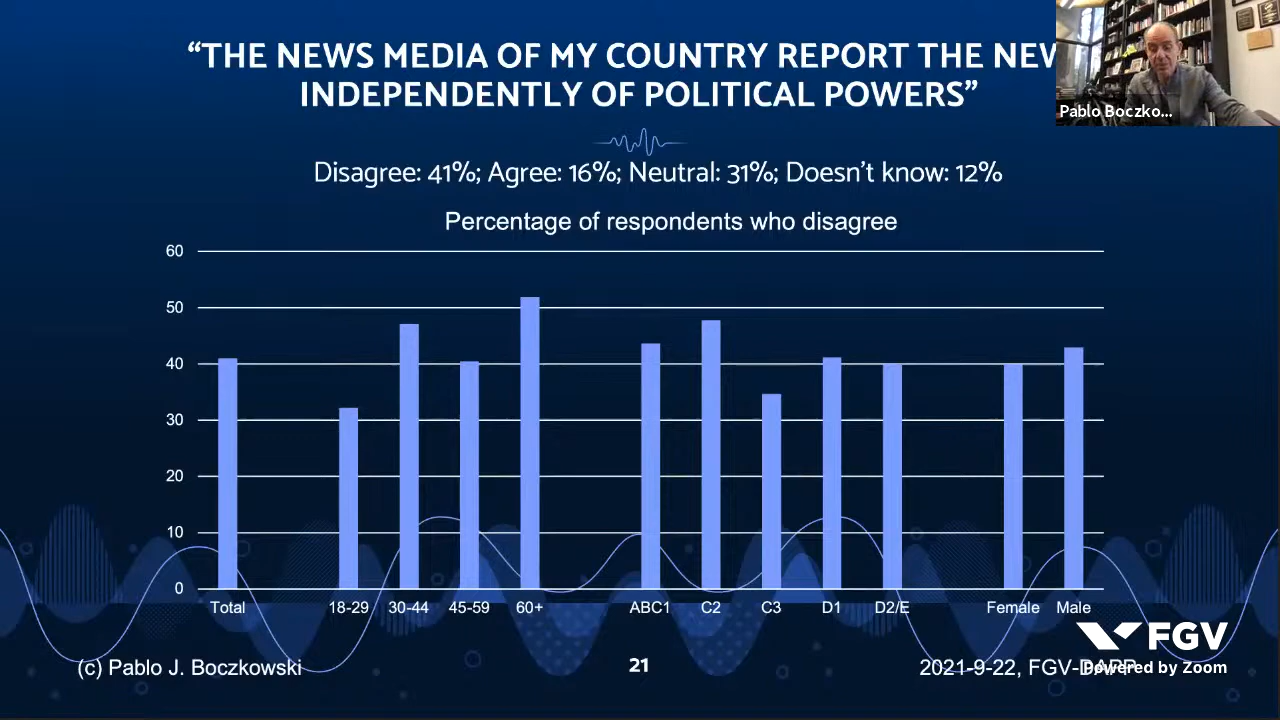 “THE NEWS MEDIA OF MY COUNTRY REPORT THE
INDEPENDENTLY OF POLITICAL POWERS”
Pablo Boczko...
Disagree: 41%; Agree: 16%; Neutral: 31%; Doesn’t know: 12%
Percentage of respondents who disagree
60
50
40
30
20
10
0
Total 18-29 30-44 45-59 60+ ABC1 C2 C3 D1 D2/E Female Male
FGV
(c) Pablo J. Boczkowski 21 2021-9-22, FGV-DAPP
Powered by Zoom